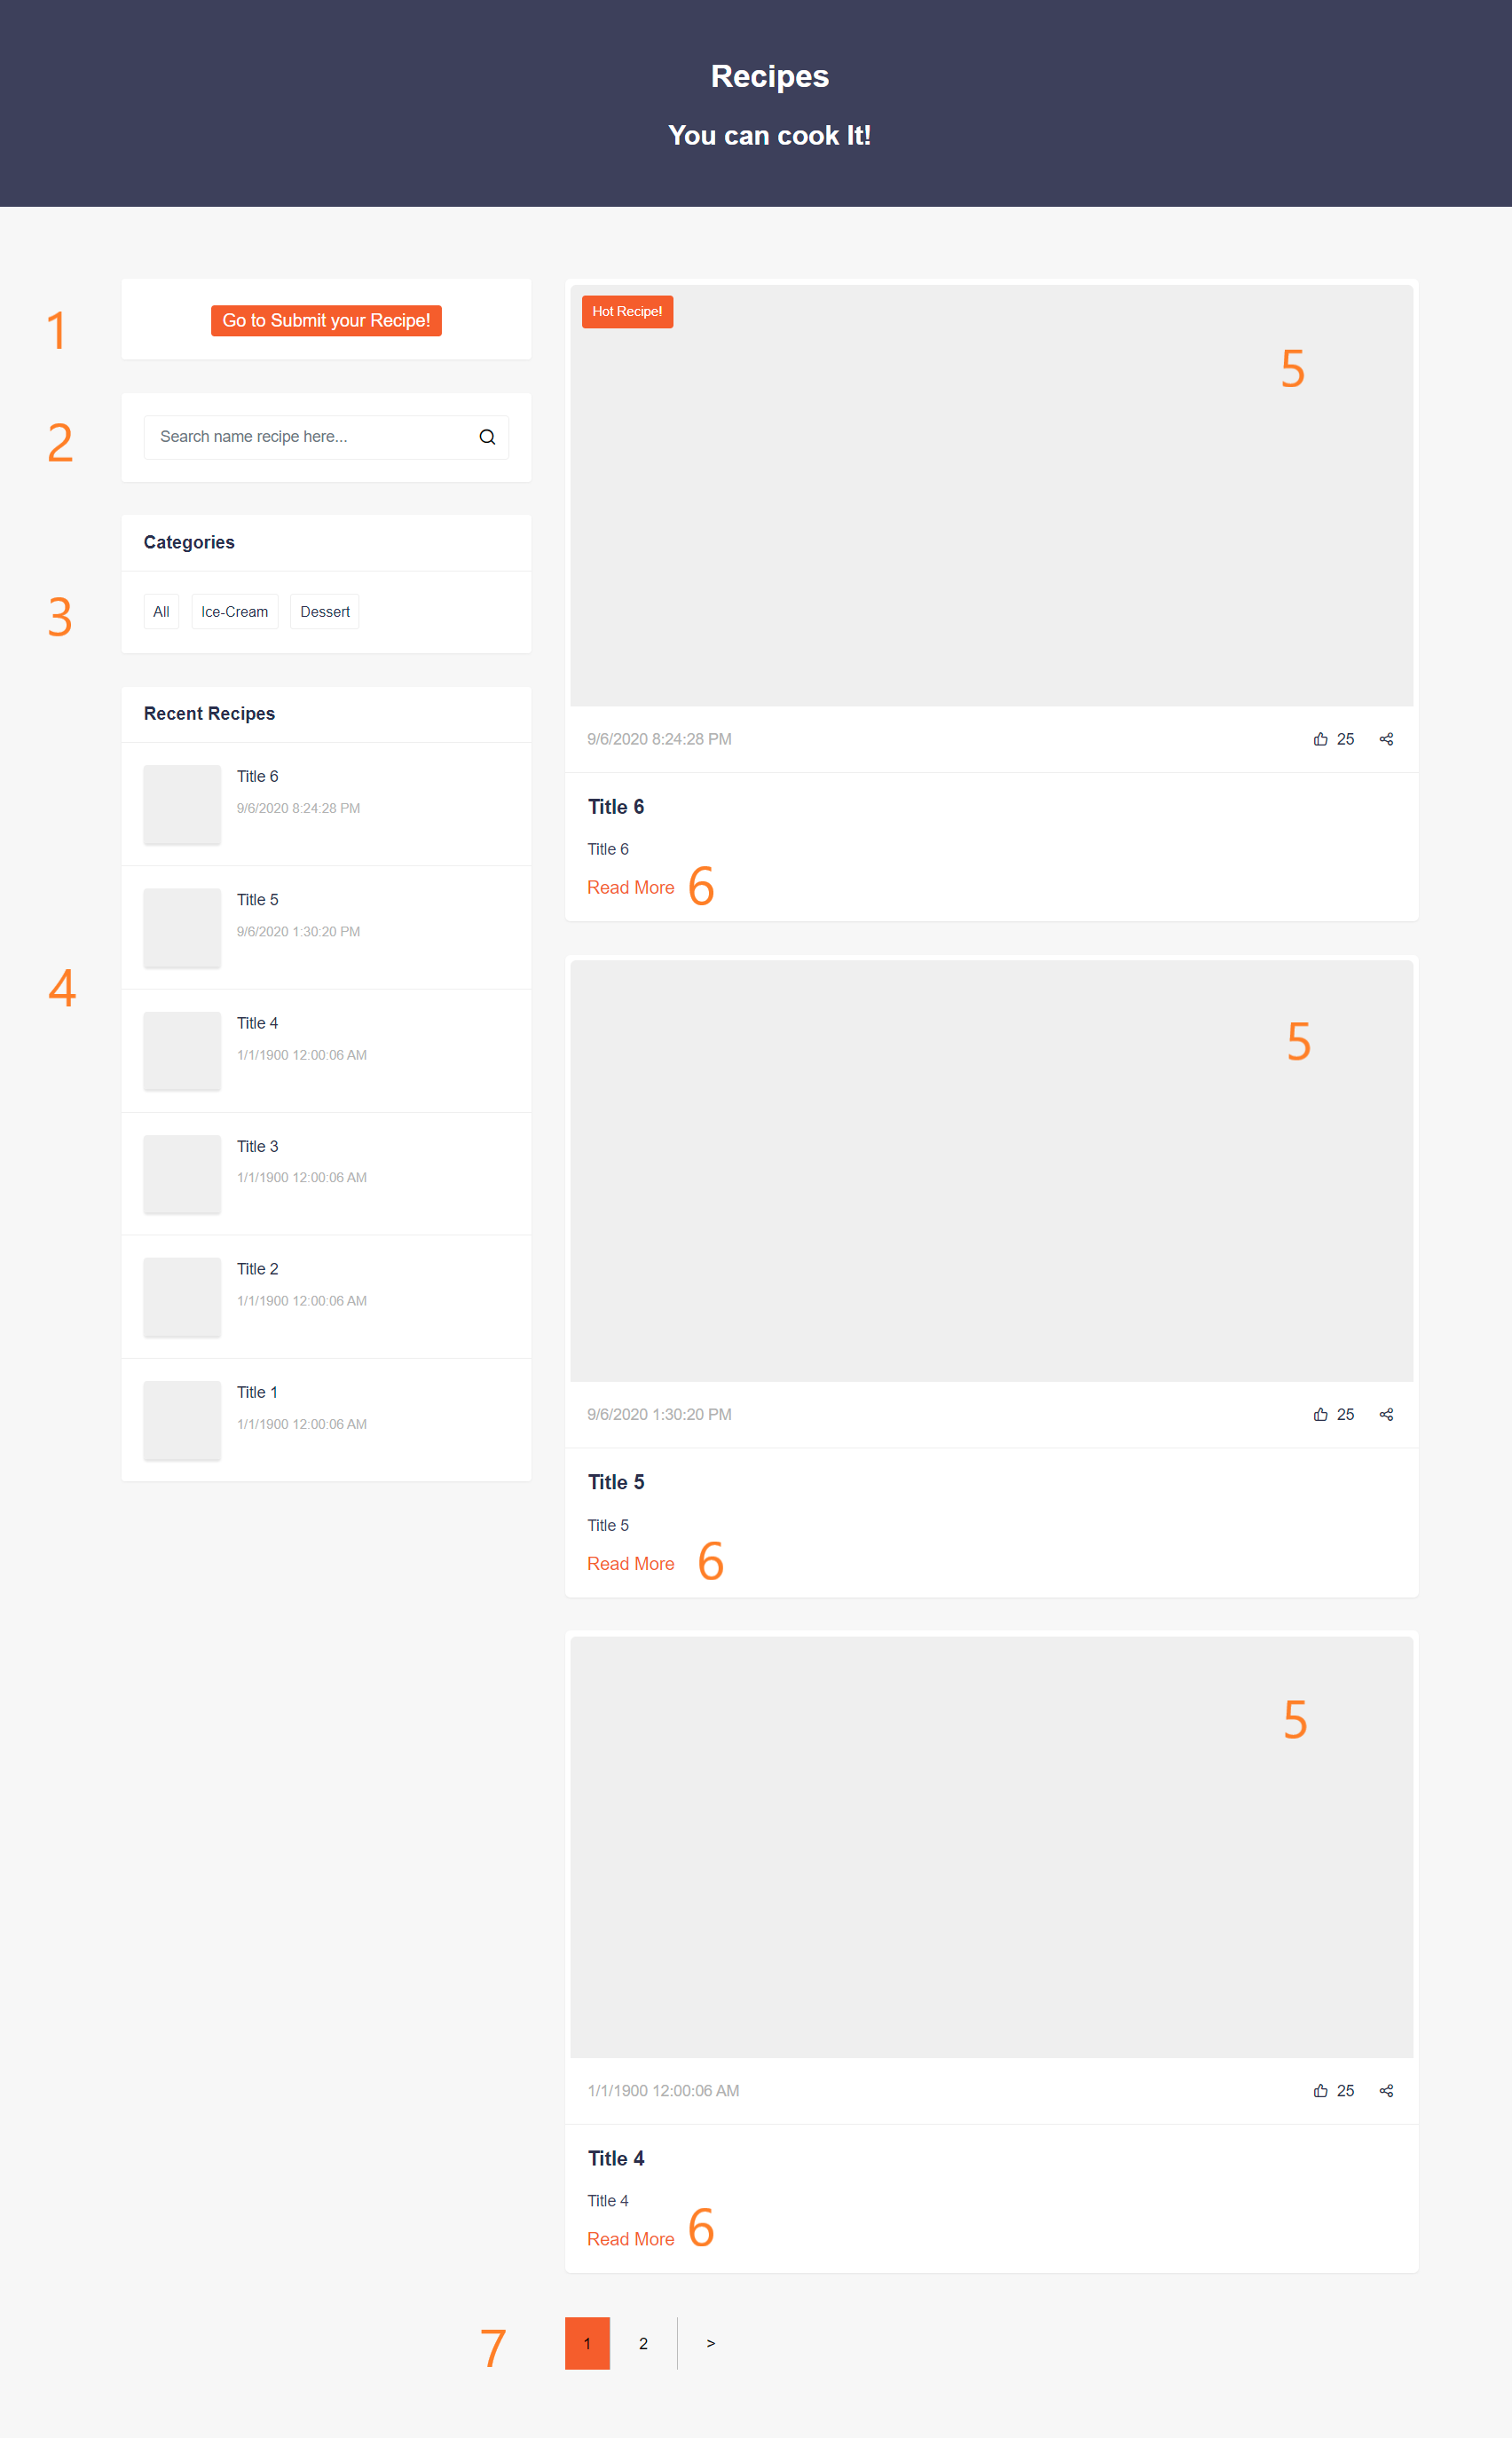 Recipes
You can cook It!
1
Go to Submit your Recipe!
2
Search name recipe here...
Categories
3
All
Ice-Cream
Dessert
Recent Recipes
Title 6
9/6/2020 8:24:28 PM
Title 5
9/6/2020 1:30:20 PM
4
Title 4
1/1/1900 12:00:06 AM
Title 3
1/1/1900 12:00:06 AM
Title 2
1/1/1900 12:00:06 AM
Title 1
1/1/1900 12:00:06 AM
Hot Recipe!
5
9/6/2020 8:24:28 PM
25
Title 6
Title 6
Read More 6
5
9/6/2020 1:30:20 PM
25
Title 5
Title 5
Read More 6
5
1/1/1900 12:00:06 AM
25
Title 4
Title 4
Read More 6
7
1 2 >